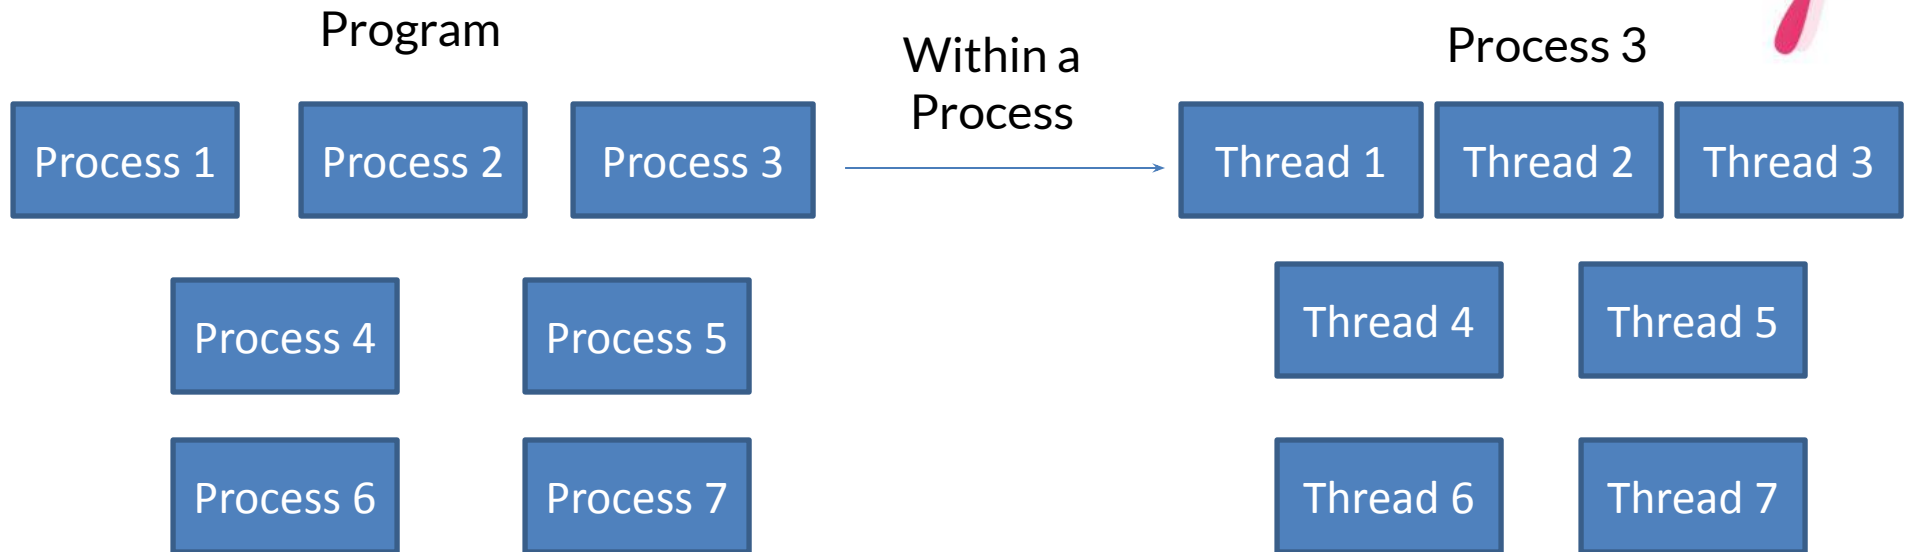 Program
Within a
Process
Process 3
Process 1
Process 2
Process 3
Thread 1
Thread 2
Thread 3
Process 4
Process 5
Thread 4
Thread 5
Process 6
Process 7
Thread 6
Thread 7